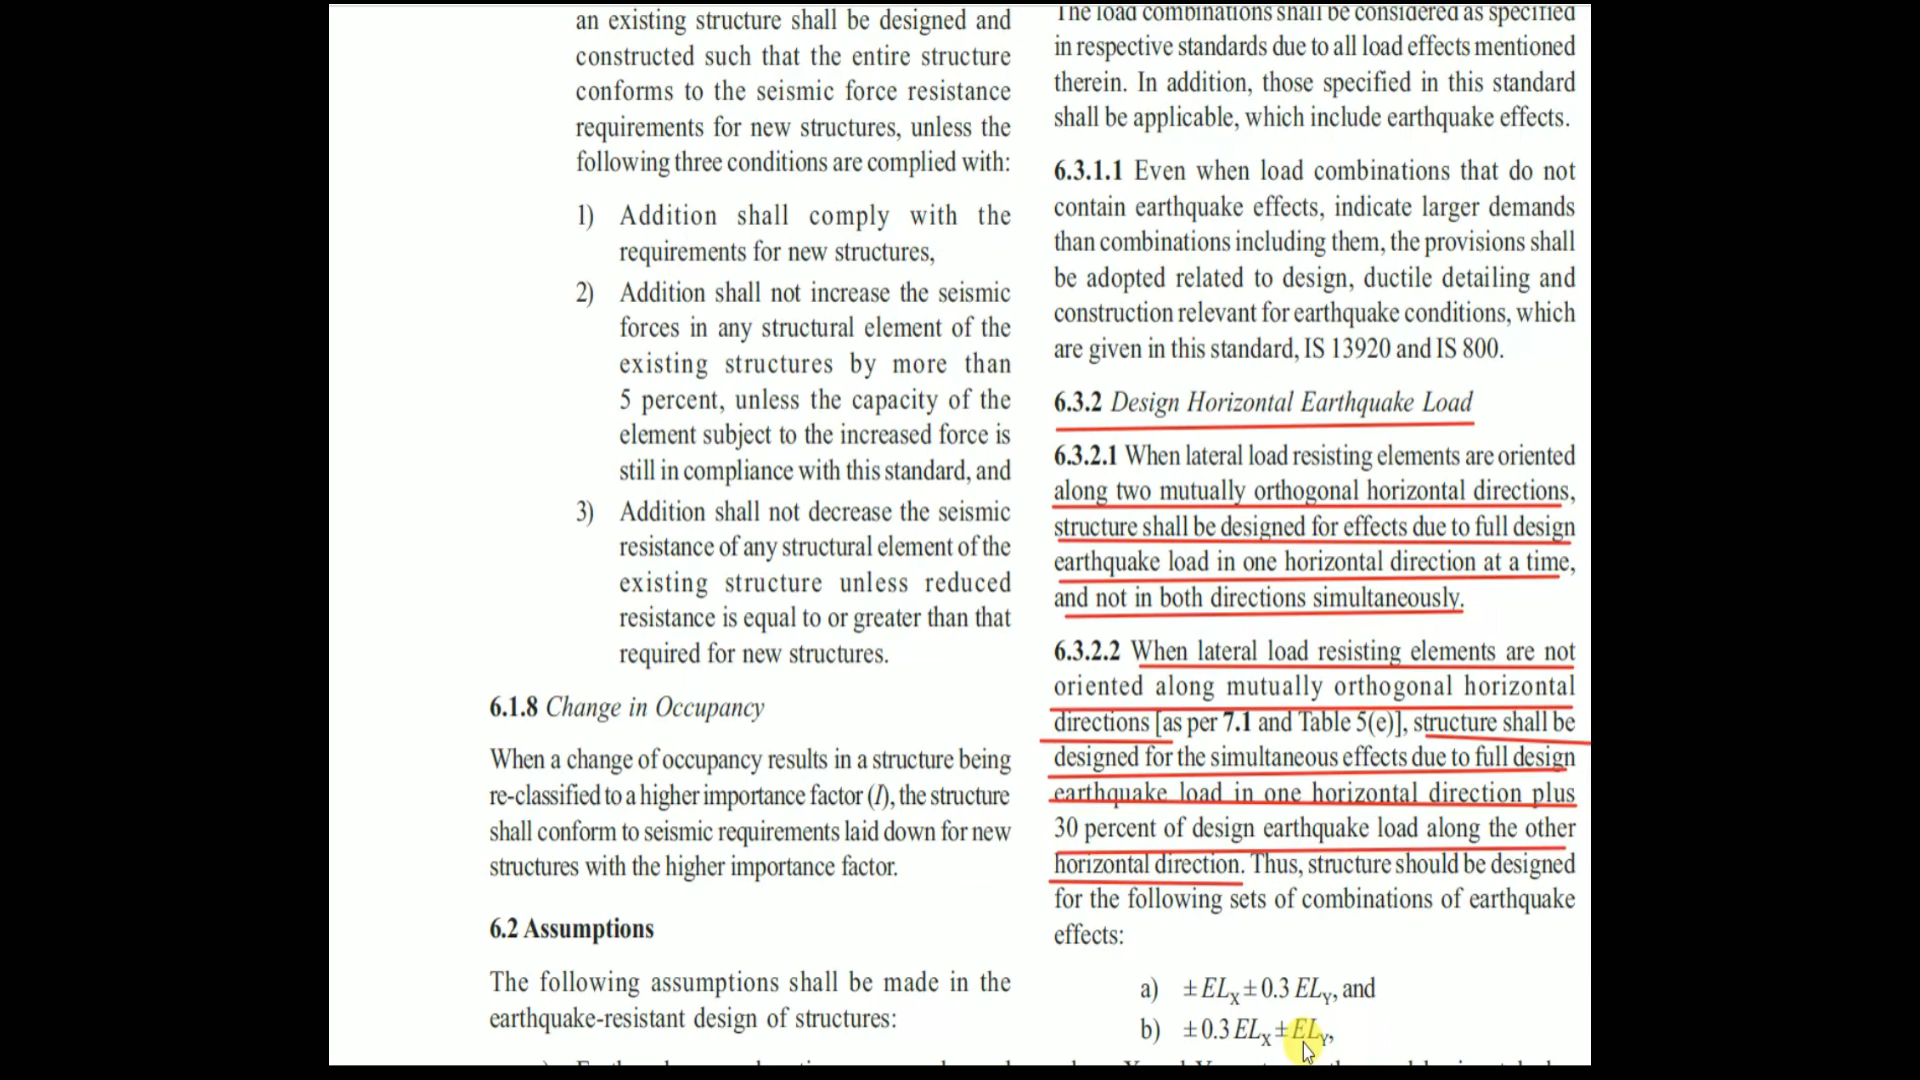 an existing structure shall be designed and
constructed such that the entire structure
conforms to the seismic force resistance
requirements for new structures, unless the
following three conditions are complied with:
1) Addition shall comply with the
requirements for new structures,
2) Addition shall not increase the seismic
forces in any structural element of the
existing structures by more than
5 percent, unless the capacity of the
element subject to the increased force is
still in compliance with this standard, and
3) Addition shall not decrease the seismic
resistance of any structural element of the
existing structure unless reduced
resistance is equal to or greater than that
required for new structures.
6.1.8 Change in Occupancy
When a change of occupancy results in a structure being
re-classified to a higher importance factor (I), the structure
shall conform to seismic requirements laid down for new
structures with the higher importance factor.
6.2 Assumptions
The following assumptions shall be made in the
earthquake-resistant design of structures:
The load combinations shall be considered as specified
in respective standards due to all load effects mentioned
therein. In addition, those specified in this standard
shall be applicable, which include earthquake effects.
6.3.1.1 Even when load combinations that do not
contain earthquake effects, indicate larger demands
than combinations including them, the provisions shall
be adopted related to design, ductile detailing and
construction relevant for earthquake conditions, which
are given in this standard, IS 13920 and IS 800.
6.3.2 Design Horizontal Earthquake Load
6.3.2.1 When lateral load resisting elements are oriented
along two mutually orthogonal horizontal directions,
structure shall be designed for effects due to full design
earthquake load in one horizontal direction at a time,
and not in both directions simultaneously.
6.3.2.2 When lateral load resisting elements are not
oriented along mutually orthogonal horizontal
directions [as per 7.1 and Table 5(e)], structure shall be
designed for the simultaneous effects due to full design
earthquake load in one horizontal direction plus
30 percent of design earthquake load along the other
horizontal direction. Thus, structure should be designed
for the following sets of combinations of earthquake
effects:
a) ± ELX ± 0.3 ELY, and
b) ± 0.3 ELX ± ELY,